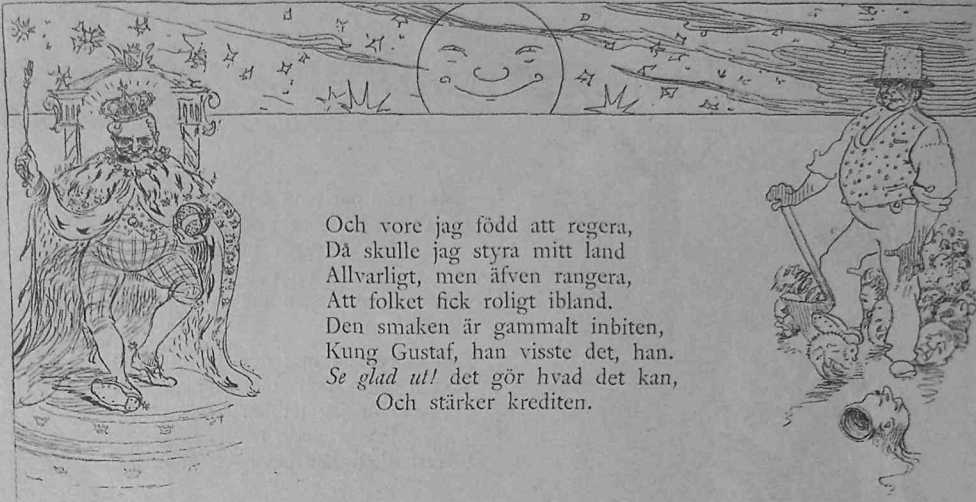 Och vore jag född att regera,
Då skulle jag styra mitt land
Allvarligt, men äfven rangera,
Att folket fick roligt ibland.
Den smaken är gammalt inbiten,
Kung Gustaf, han visste det, han.
Se glad ut! det gör hvad det kan,
Och stärker krediten.